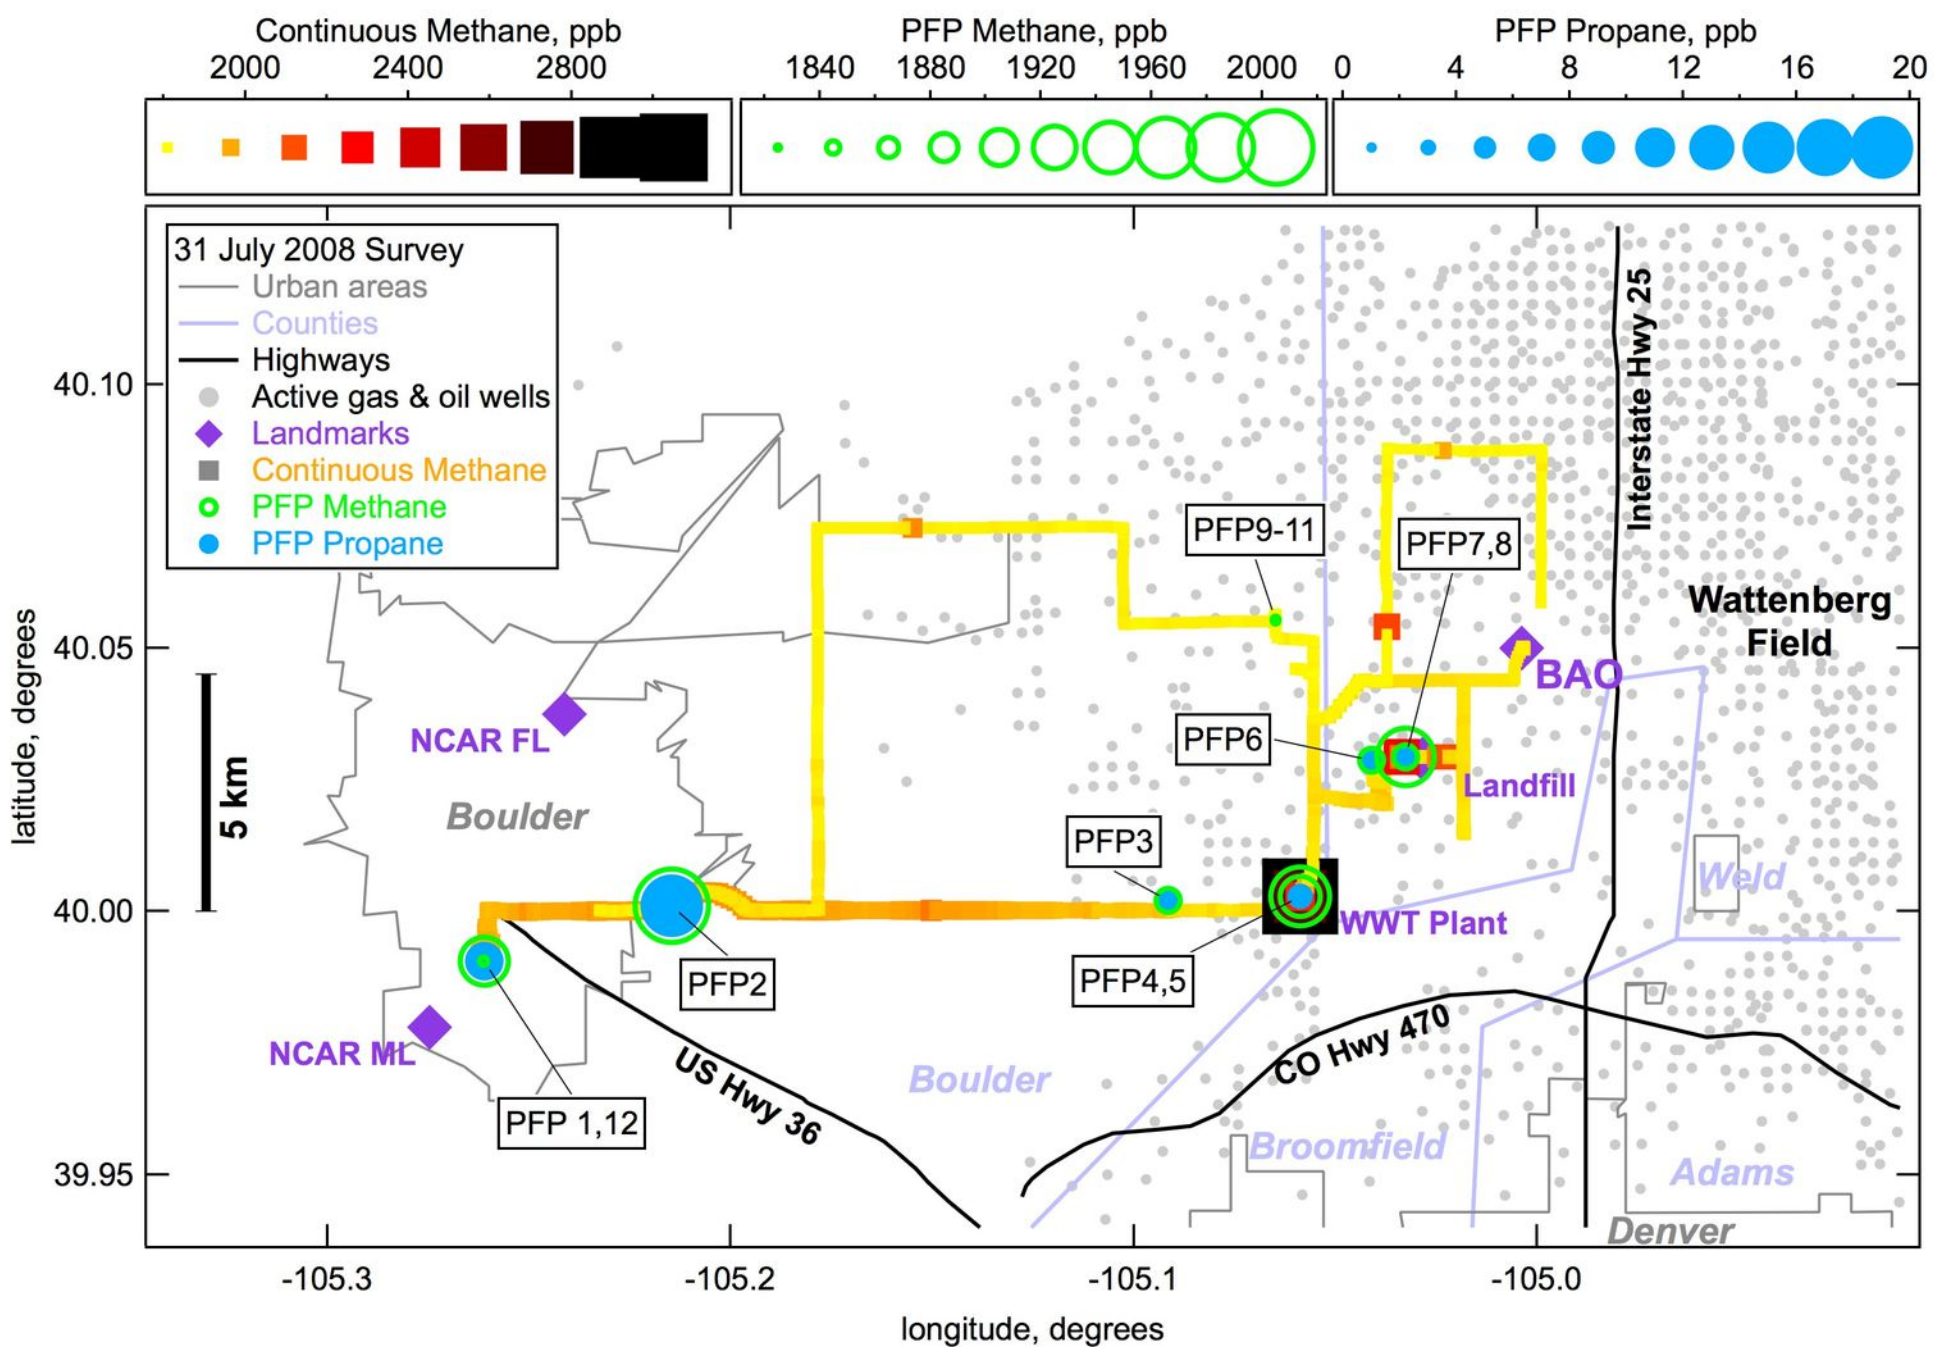 Continuous Methane, ppb
2000 2400 2800
PFP Methane, ppb
1840 1880 1920 1960 2000
PFP Propane, ppb
0 4 8 12 16 20
31 July 2008 Survey
Urban areas
Counties
Highways
Active gas & oil wells
Landmarks
Continuous Methane
PFP Methane
PFP Propane
40.10
40.05
40.00
39.95
latitude, degrees
5 km
Interstate Hwy 25
PFP9-11
PFP7,8
Wattenberg
Field
BAO
NCAR FL
PFP6
Landfill
Boulder
PFP3
Weld
WWT Plant
PFP2
PFP4,5
NCAR ML
US Hwy 36
CO Hwy 470
Boulder
PFP 1,12
Broomfield
Adams
Denver
-105.3 -105.2 -105.1 -105.0
longitude, degrees